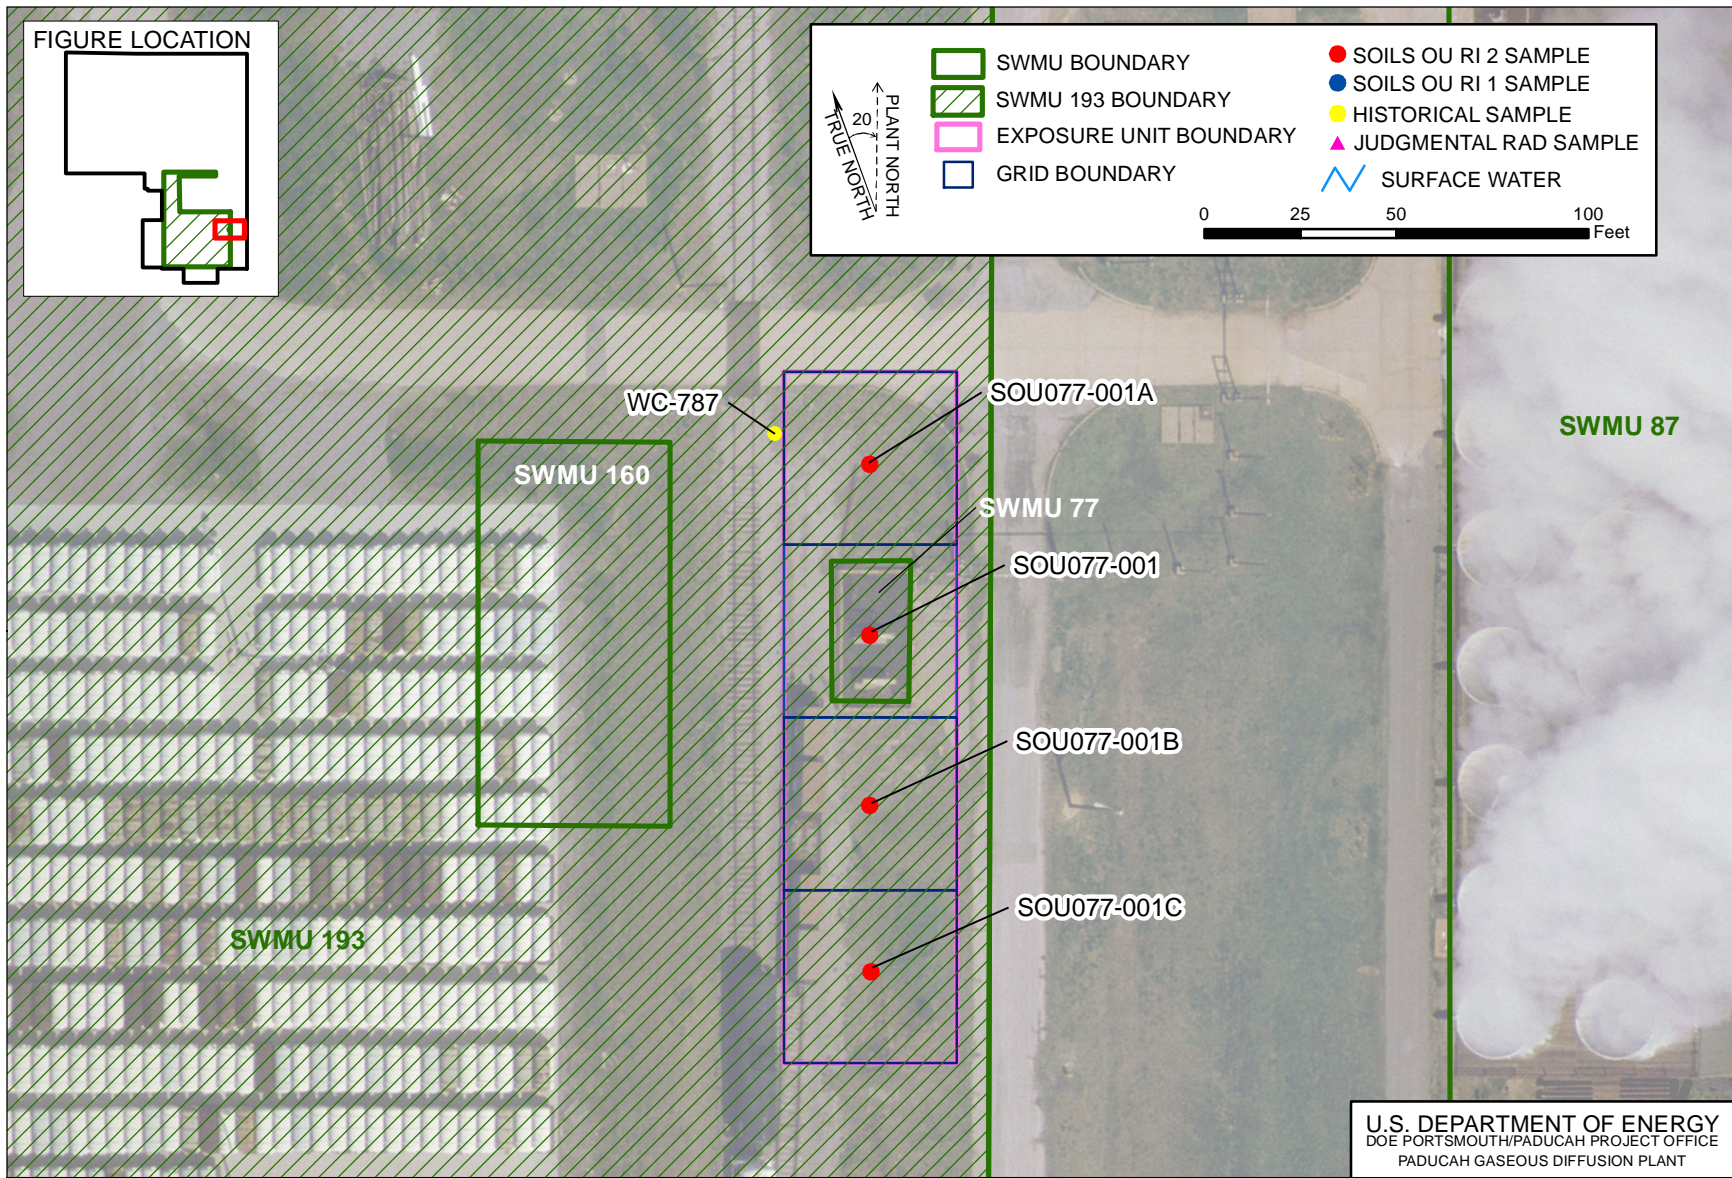 FIGURE LOCATION
TRUE NORTH
20
PLANT NORTH
SWMU BOUNDARY
SWMU 193 BOUNDARY
EXPOSURE UNIT BOUNDARY
GRID BOUNDARY
SOILS OU RI 2 SAMPLE
SOILS OU RI 1 SAMPLE
HISTORICAL SAMPLE
JUDGMENTAL RAD SAMPLE
SURFACE WATER
0 25 50 100
Feet
WC-787
SOU077-001A
SWMU 87
SWMU 160
SWMU 77
SOU077-001
SOU077-001B
SOU077-001C
SWMU 193
U.S. DEPARTMENT OF ENERGY
DOE PORTSMOUTH/PADUCAH PROJECT OFFICE
PADUCAH GASEOUS DIFFUSION PLANT